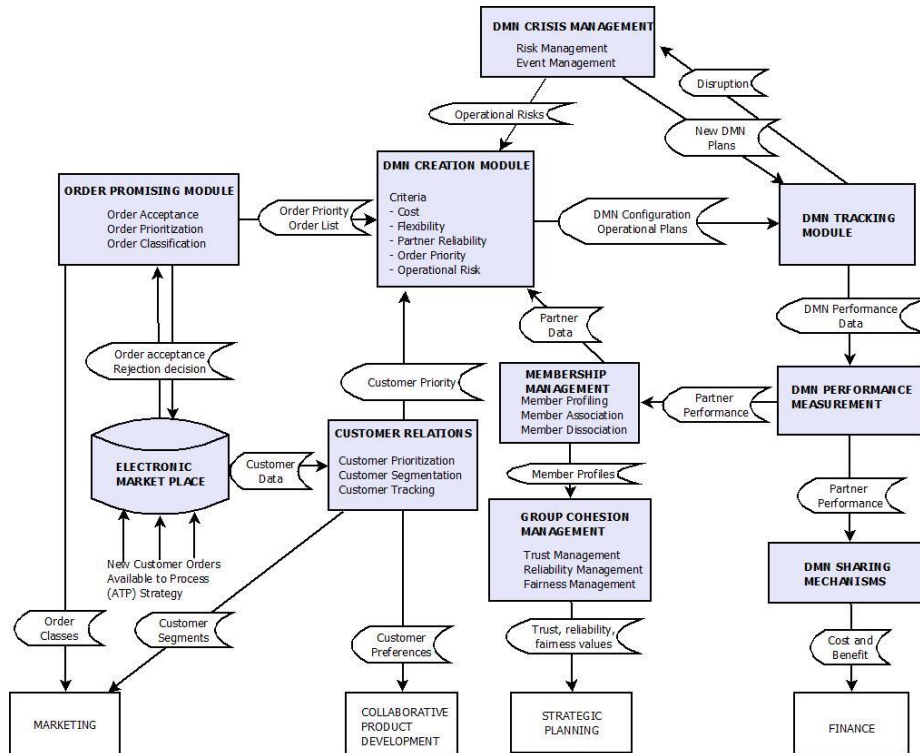 DMN CRISIS MANAGEMENT
Risk Management
Event Management
Disruption
Operational Risks
New DMN
Plans
ORDER PROMISING MODULE
Order Acceptance
Order Prioritization
Order Classification
Order Priority
Order List
DMN CREATION MODULE
Criteria
- Cost
- Flexibility
- Partner Reliability
- Order Priority
- Operational Risk
DMN Configuration
Operational Plans
DMN TRACKING
MODULE
Partner
Data
DMN Performance
Data
Order acceptance
Rejection decision
Customer Priority
MEMBERSHIP
MANAGEMENT
Member Profiling
Member Association
Member Dissociation
Partner
Performance
DMN PERFORMANCE
MEASUREMENT
ELECTRONIC
MARKET PLACE
Customer
Data
CUSTOMER RELATIONS
Customer Prioritization
Customer Segmentation
Customer Tracking
Member Profiles
Partner
Performance
GROUP COHESION
MANAGEMENT
Trust Management
Reliability Management
Fairness Management
DMN SHARING
MECHANISMS
New Customer Orders
Available to Process
(ATP) Strategy
Order
Classes
Customer
Segments
Customer
Preferences
Trust, reliability,
fairness values
Cost and
Benefit
MARKETING
COLLABORATIVE
PRODUCT
DEVELOPMENT
STRATEGIC
PLANNING
FINANCE